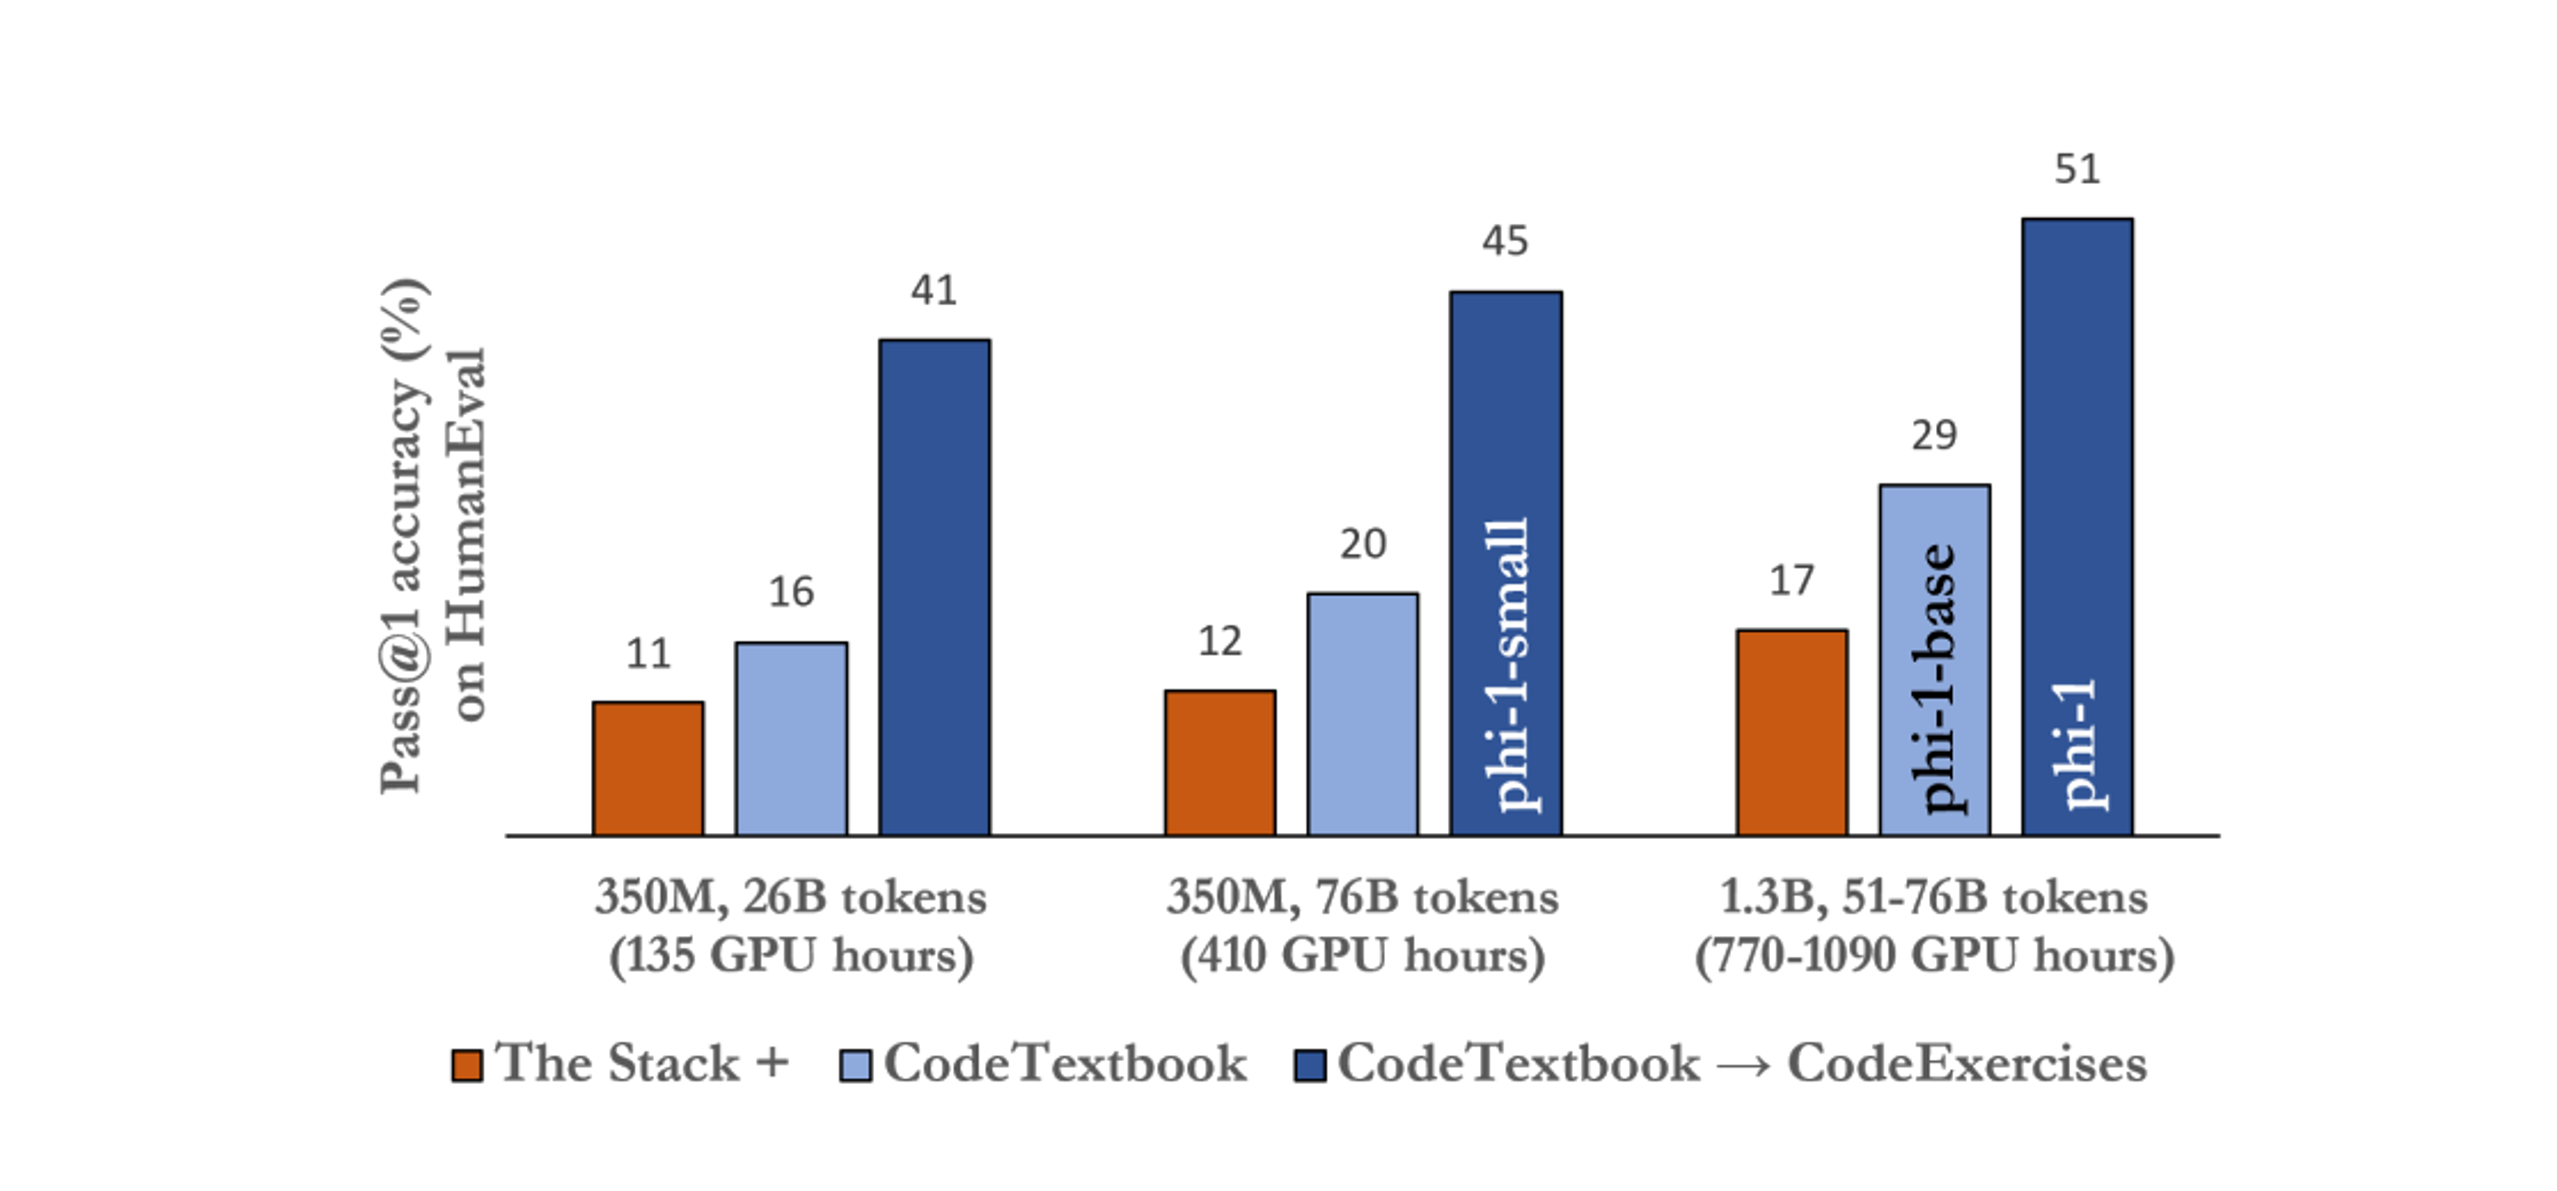 Pass@1 accuracy (%)
on HumanEval
11
16
41
12
20
45
phi-1-small
17
29
phi-1-base
51
phi-1
350M, 26B tokens
(135 GPU hours)
350M, 76B tokens
(410 GPU hours)
1.3B, 51-76B tokens
(770-1090 GPU hours)
The Stack +
CodeTextbook
CodeTextbook → CodeExercises